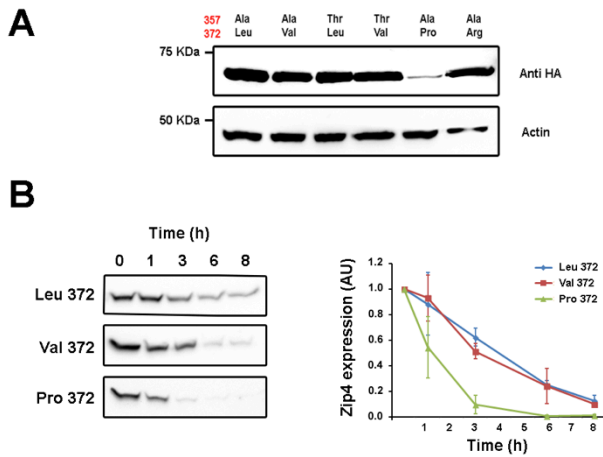 A
357 Ala Ala Thr Thr Ala Ala
372 Leu Val Leu Val Pro Arg
75 KDa
Anti HA
50 KDa
Actin
B
Time (h)
0 1 3 6 8
Leu 372
Val 372
Pro 372
Zip4 expression (AU)
1.2
1.0
0.8
0.6
0.4
0.2
0.0
1 2 3 4 5 6 7 8
Time (h)
Leu 372
Val 372
Pro 372